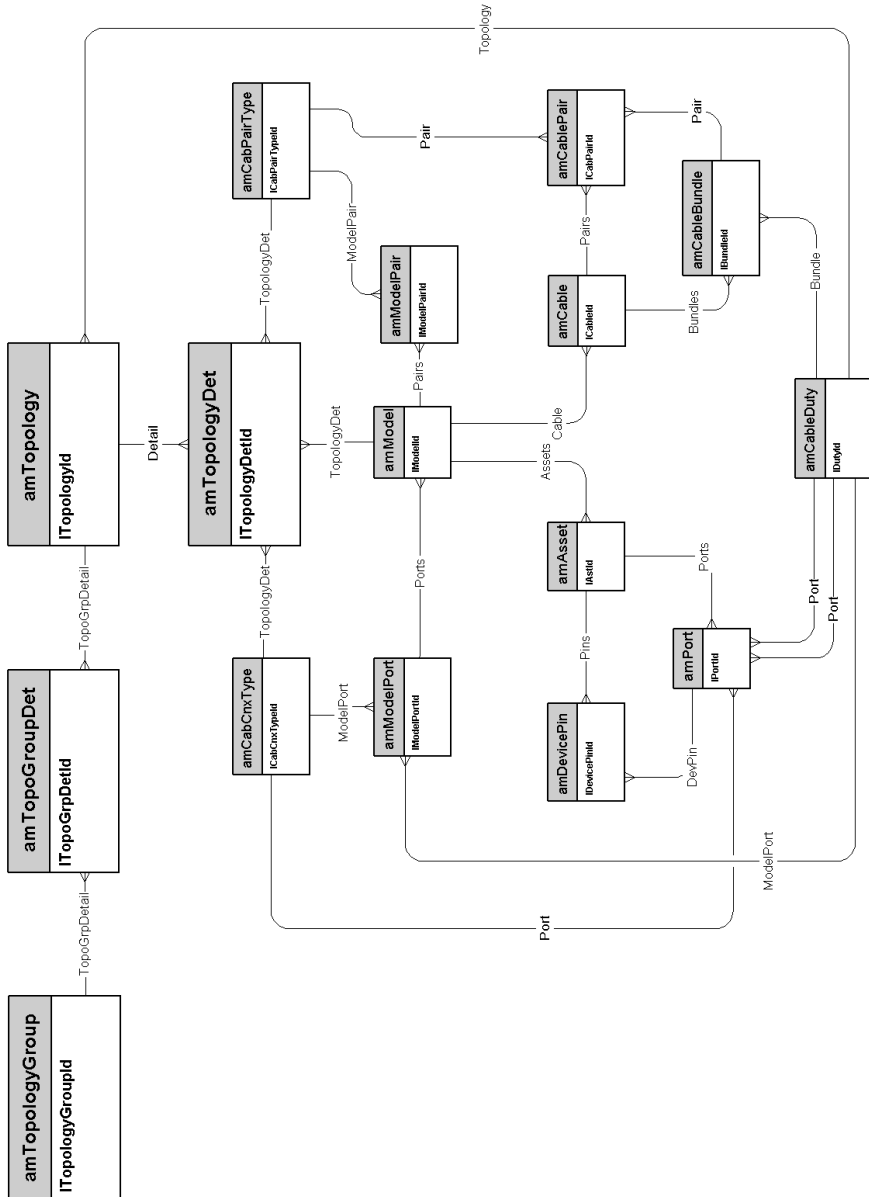 Topology
amCabPairType
lCabPairTypeId
Pair
amCablePair
lCabPairId
Pair
ModelPair
Pairs
amCableBundle
lBundleId
TopologyDet
amModelPair
lModelPairId
amCable
lCableId
Bundles
Bundle
amTopology
lTopologyId
Detail
amTopologyDet
lTopologyDetId
TopologyDet
Pairs
amModel
lModelId
Cable
Assets
amCableDuty
lDutyId
TopoGrpDetail
TopologyDet
Ports
amAsset
lAstId
Ports
Port
Port
amTopoGroupDet
lTopoGrpDetId
amCabCnxType
lCabCnxTypeId
ModelPort
amModelPort
lModelPortId
Pins
amDevicePin
lDevicePinId
amPort
lPortId
DevPin
ModelPort
TopoGrpDetail
Port
amTopologyGroup
lTopologyGroupId